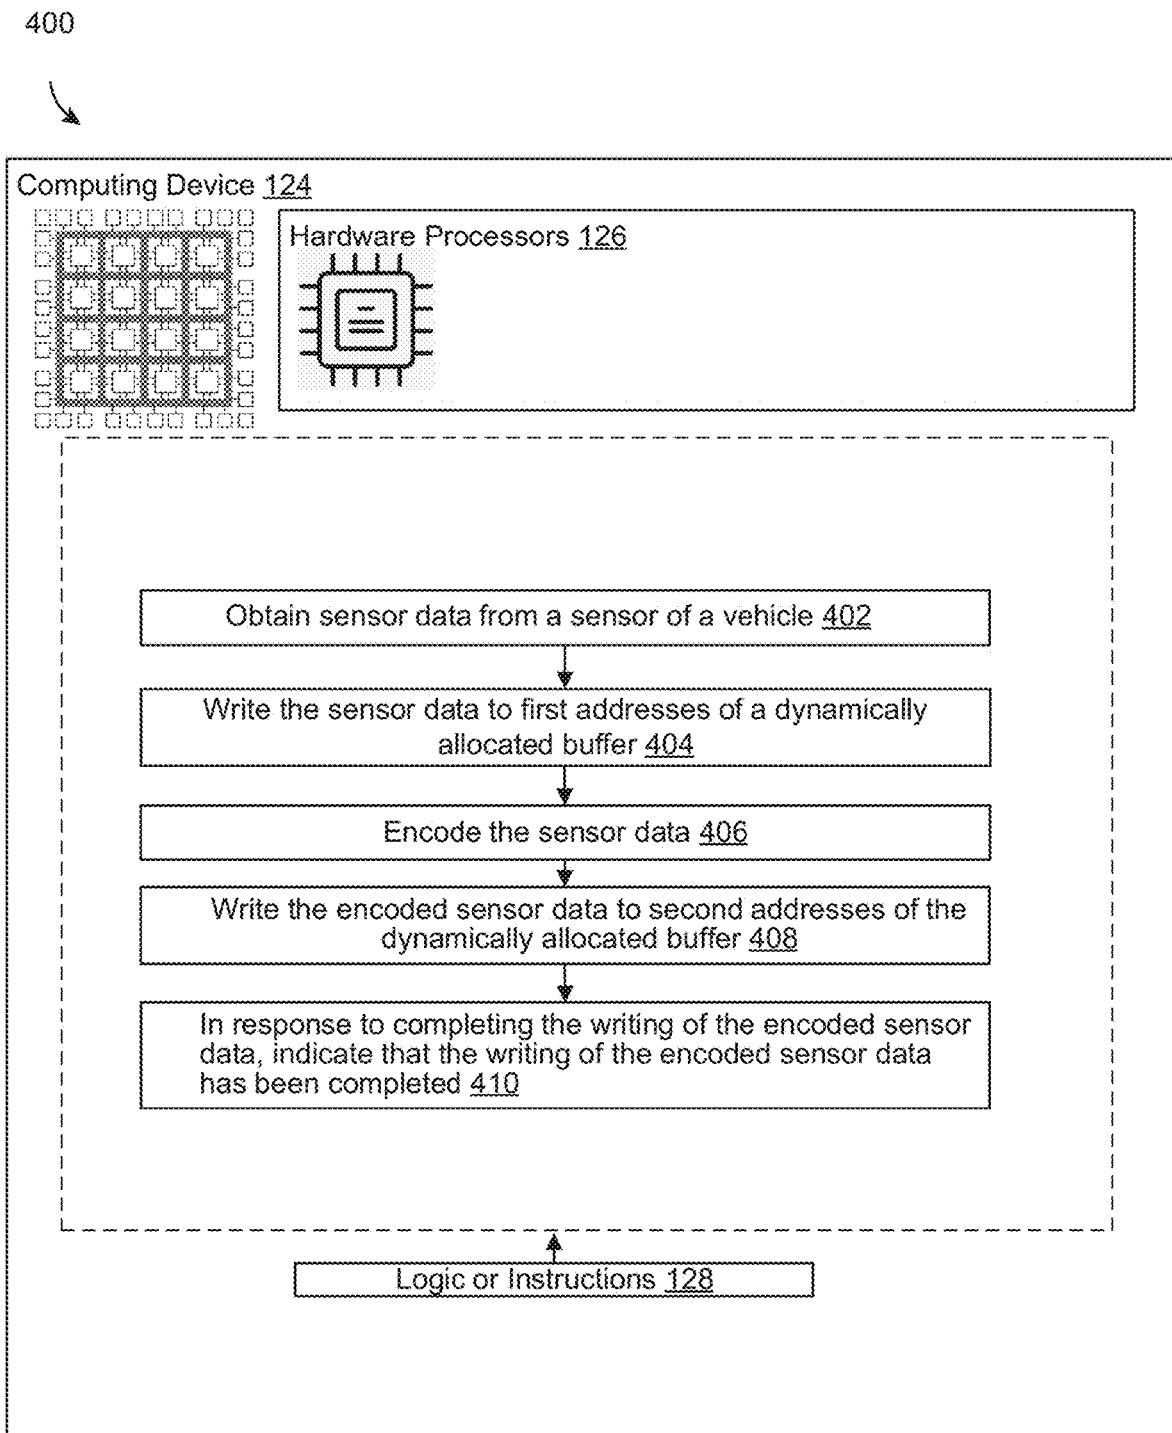 400
Computing Device 124
Hardware Processors 126
Obtain sensor data from a sensor of a vehicle 402
Write the sensor data to first addresses of a dynamically
allocated buffer 404
Encode the sensor data 406
Write the encoded sensor data to second addresses of the
dynamically allocated buffer 408
In response to completing the writing of the encoded sensor
data, indicate that the writing of the encoded sensor data
has been completed 410
Logic or Instructions 128